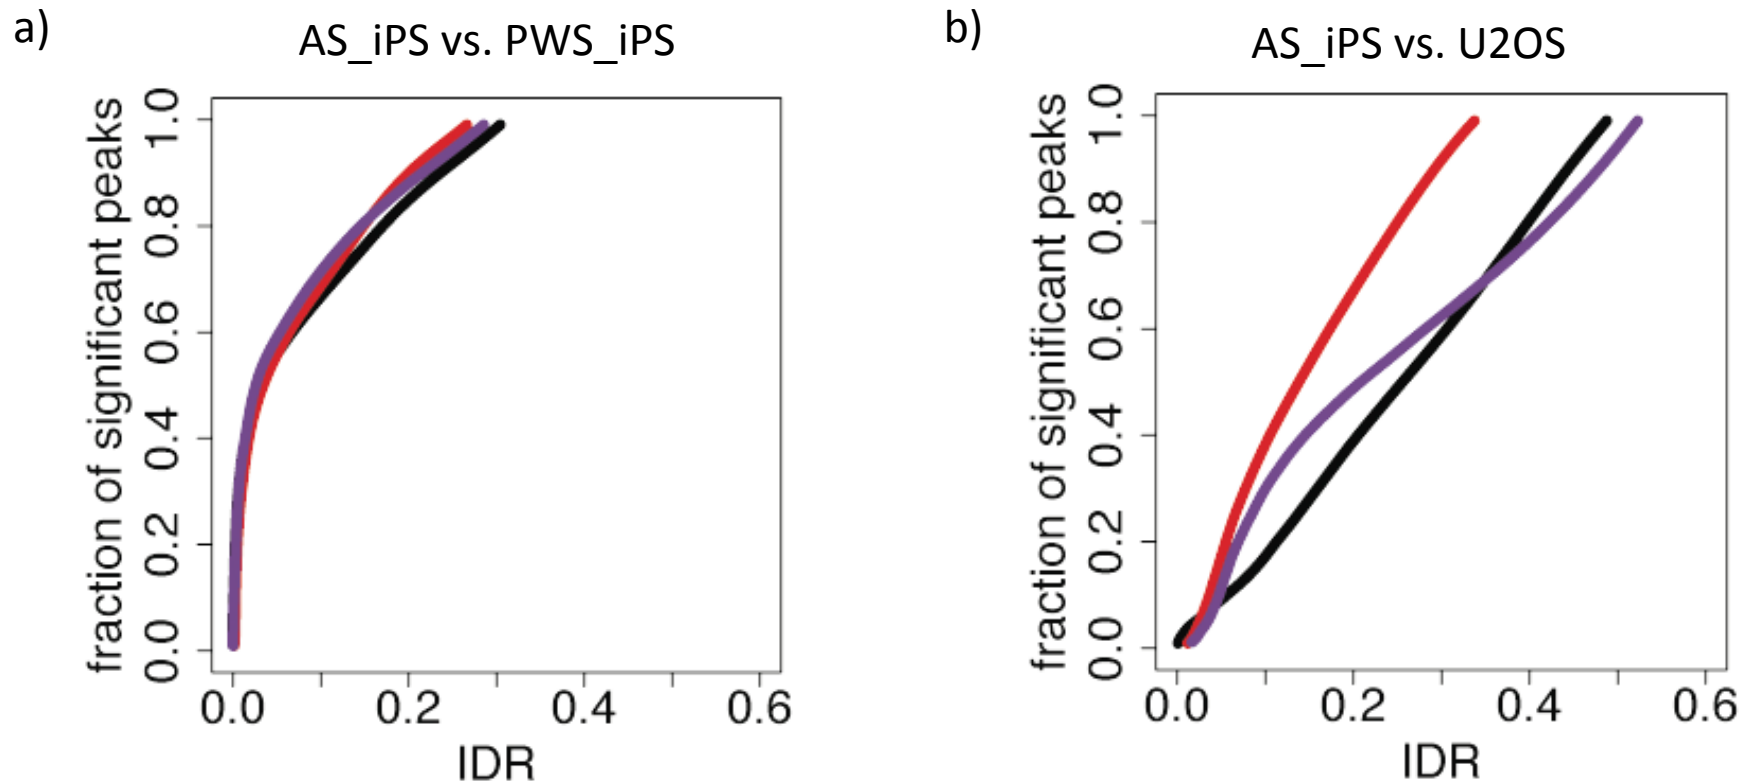 a)
AS_iPS vs. PWS_iPS
fraction of significant peaks
1.0
0.8
0.6
0.4
0.2
0.0
0.0 0.2 0.4 0.6
IDR
b)
AS_iPS vs. U2OS
fraction of significant peaks
1.0
0.8
0.6
0.4
0.2
0.0
0.0 0.2 0.4 0.6
IDR